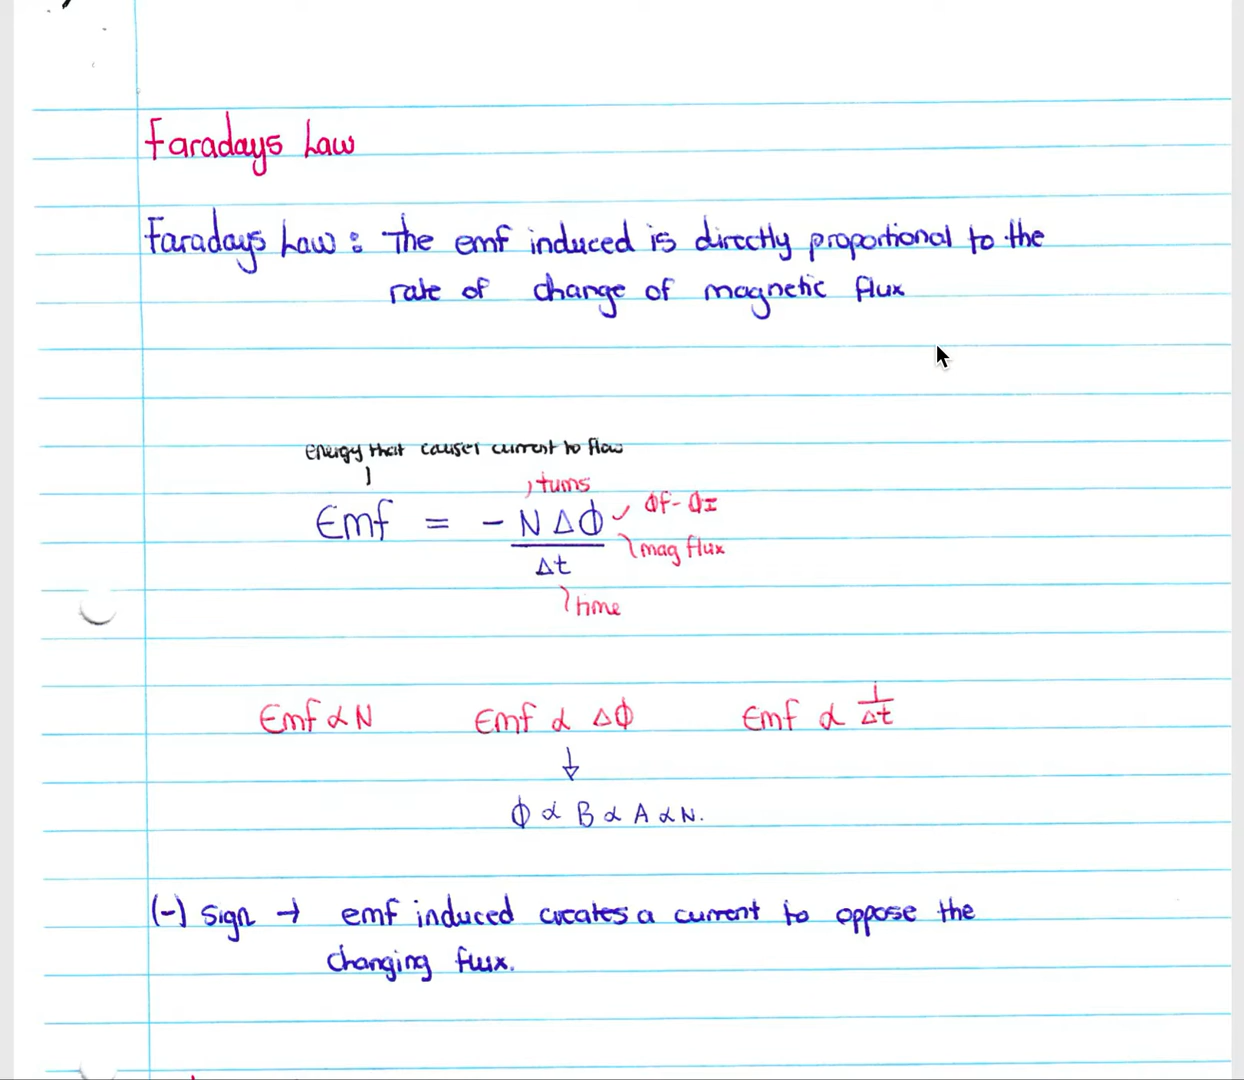 Faradays Law
Faradays Law : The emf induced is directly proportional to the
rate of change of magnetic flux
energy that causes current to flow
turns
Emf = - N Δϕ
Δt
ϕf - ϕi
mag flux
time
Emf ∝ N
Emf ∝ Δϕ
Emf ∝ 1/Δt
ϕ ∝ B ∝ A ∝ N.
(-) sign → emf induced creates a current to oppose the
changing flux.